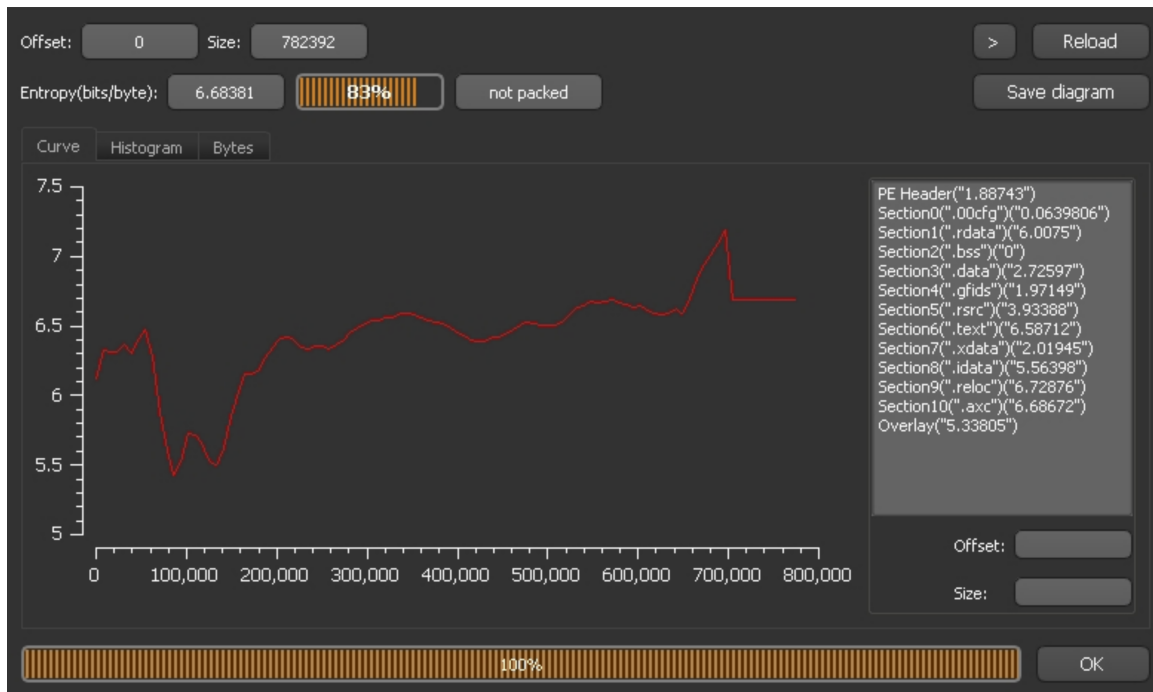 Offset: 0 Size: 782392 > Reload
Entropy(bits/byte): 6.68381 83% not packed Save diagram
Curve Histogram Bytes
7.5
7
6.5
6
5.5
5
0 100,000 200,000 300,000 400,000 500,000 600,000 700,000 800,000
PE Header("1.88743")
Section0(".00cfg")("0.0639806")
Section1(".rdata")("6.0075")
Section2(".bss")("0")
Section3(".data")("2.72597")
Section4(".gfids")("1.97149")
Section5(".rsrc")("3.93388")
Section6(".text")("6.58712")
Section7(".xdata")("2.01945")
Section8(".idata")("5.56398")
Section9(".reloc")("6.72876")
Section10(".axc")("6.68672")
Overlay("5.33805")
Offset:
Size:
100% OK